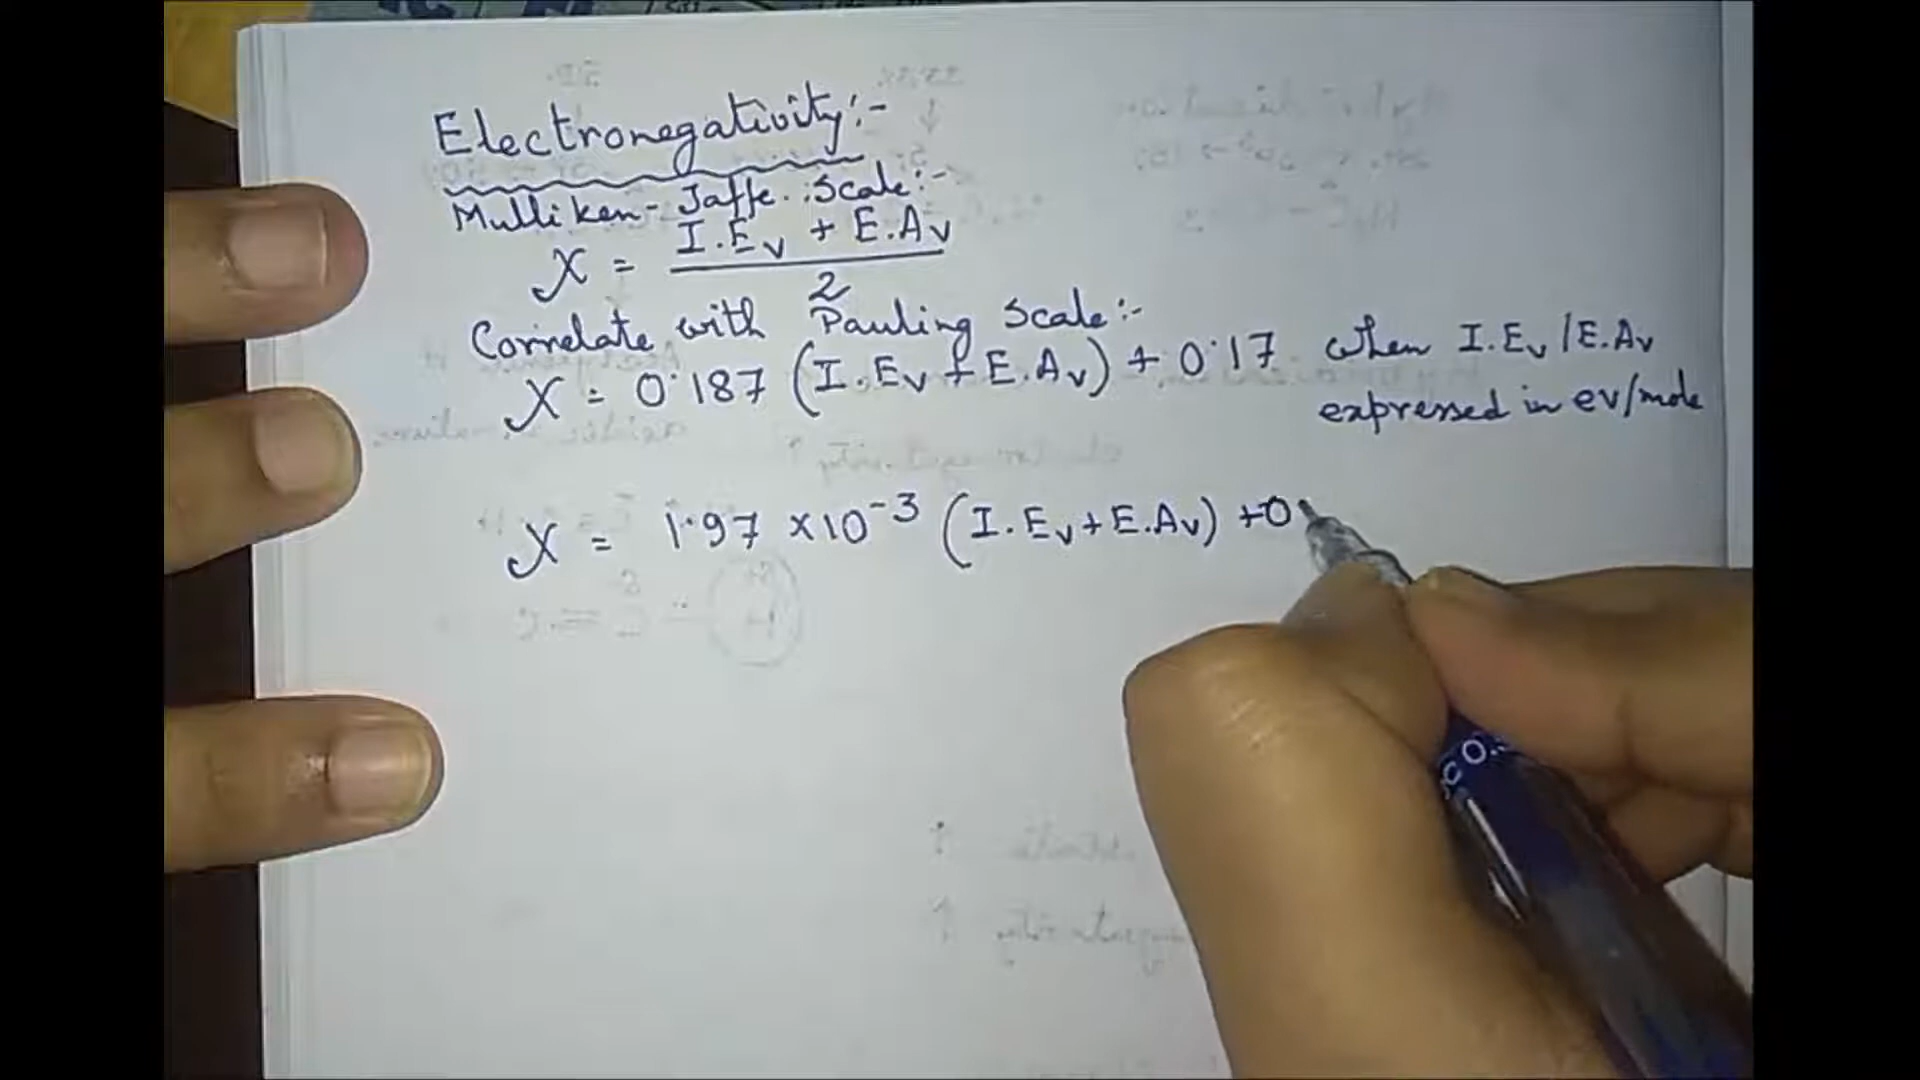 Electronegativity:-
Mulliken-Jaffe Scale:-
X = I.Ev + E.Av
2
Correlate with Pauling Scale:-
X = 0.187 (I.Ev + E.Av) + 0.17 when I.Ev/E.Av
expressed in ev/mole
X = 1.97 x10-3 (I.Ev+E.Av) +0